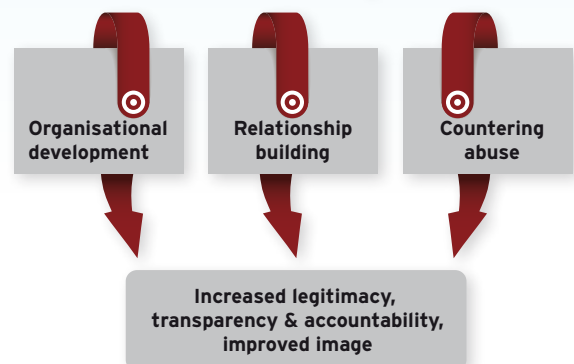 Organisational
development
Relationship
building
Countering
abuse
Increased legitimacy,
transparency & accountability,
improved image